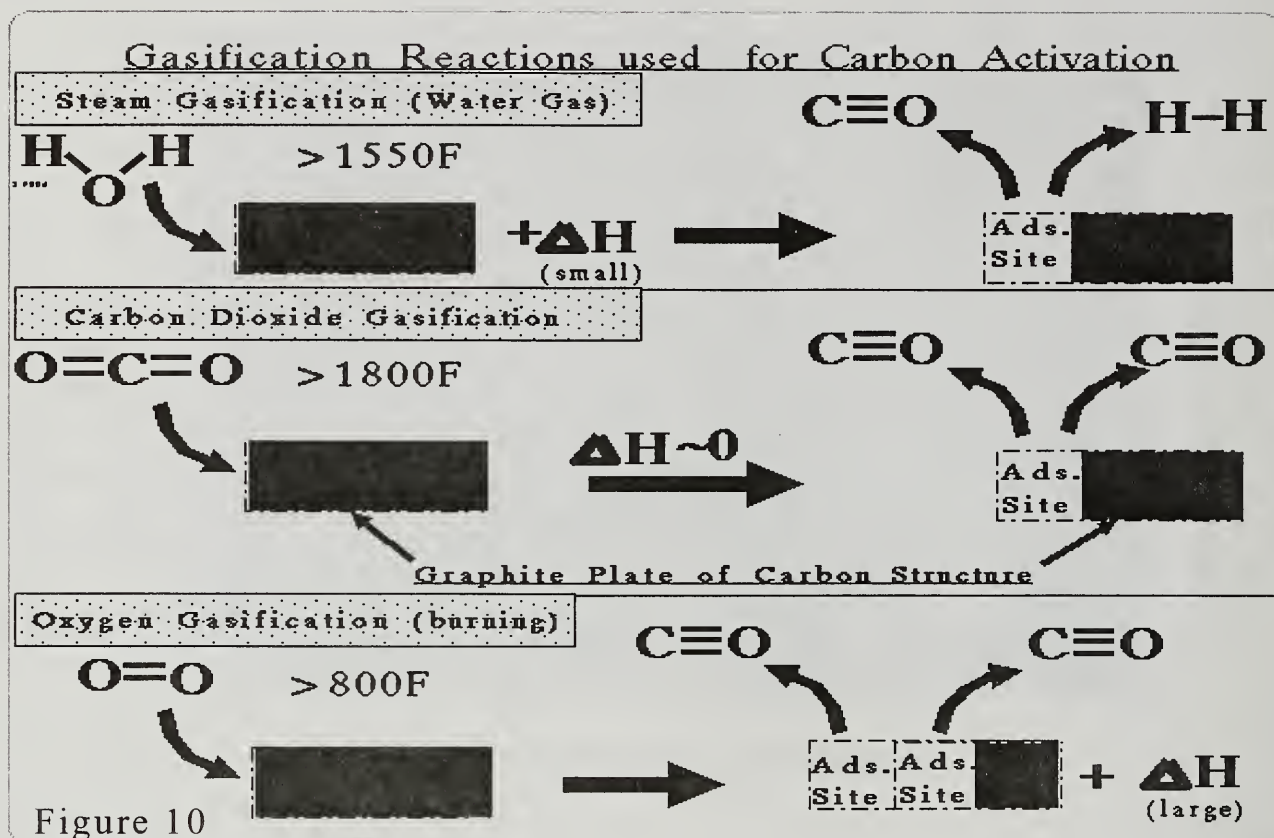 Gasification Reactions used for Carbon Activation
Steam Gasification (Water Gas)
H H
O
>1550F
+ΔH
(small)
C≡O
H-H
Ads.
Site
Carbon Dioxide Gasification
O=C=O >1800F
ΔH~0
C≡O
C≡O
Ads.
Site
Graphite Plate of Carbon Structure
Oxygen Gasification (burning)
O=O >800F
C≡O
C≡O
Ads. Ads.
Site Site
+ ΔH
(large)
Figure 10